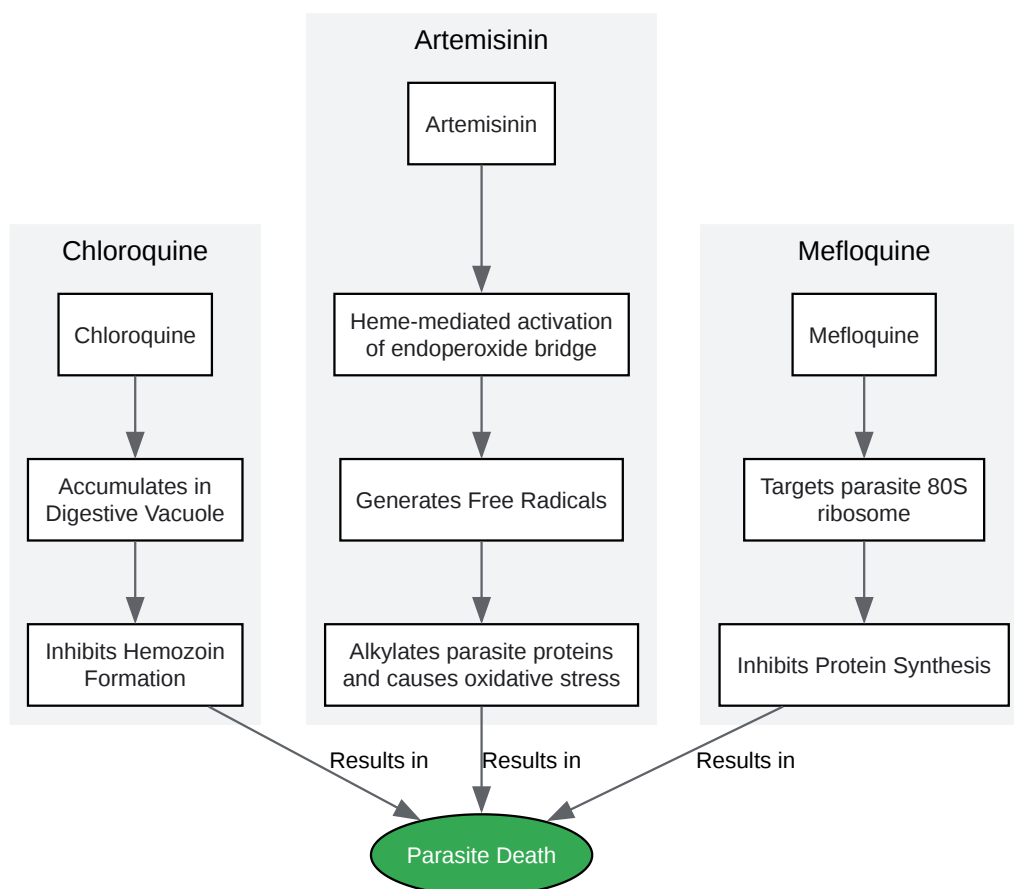 Artemisinin
Artemisinin
Chloroquine
Mefloquine
Chloroquine
Heme-mediated activation
of endoperoxide bridge
Mefloquine
Accumulates in
Digestive Vacuole
Generates Free Radicals
Targets parasite 80S
ribosome
Inhibits Hemozoin
Formation
Alkylates parasite proteins
and causes oxidative stress
Inhibits Protein Synthesis
Results in
Results in
Results in
Parasite Death